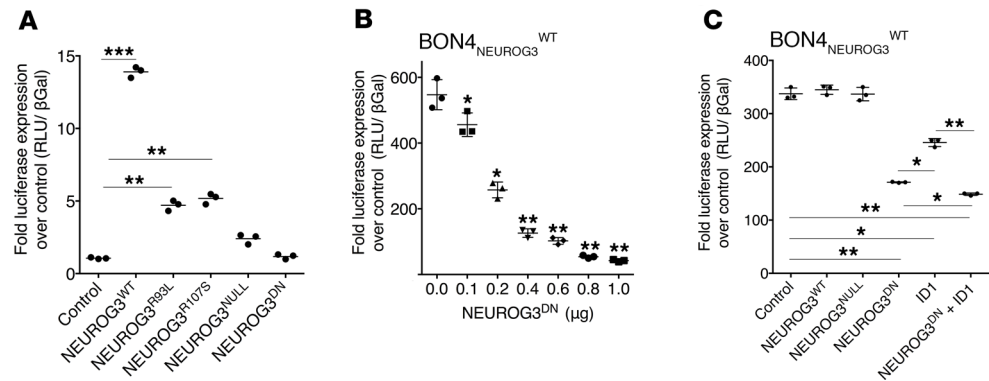 A
Fold luciferase expression
over control (RLU/ βGal)
15
10
5
0
***
**
**
Control
NEUROG3WT
NEUROG3R93L
NEUROG3R107S
NEUROG3NULL
NEUROG3DN
B
BON4NEUROG3WT
Fold luciferase expression
over control (RLU/ βGal)
600
400
200
*
*
**
**
**
**
0.0 0.1 0.2 0.4 0.6 0.8 1.0
NEUROG3DN (μg)
C
BON4NEUROG3WT
Fold luciferase expression
over control (RLU/ βGal)
400
300
200
100
0
**
*
*
**
*
**
Control
NEUROG3WT
NEUROG3NULL
NEUROG3DN
ID1
NEUROG3DN + ID1